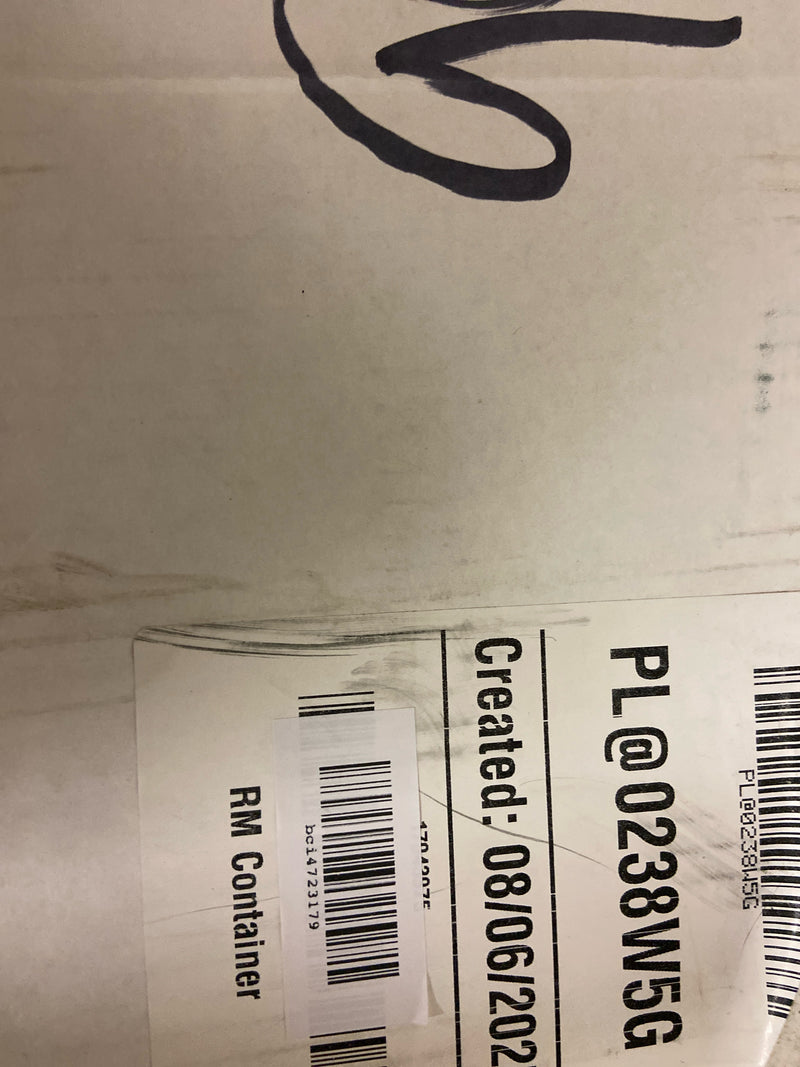 PL@0238W5G
PL@0238W5G
Created: 08/06/202
bci4723179
RM Container